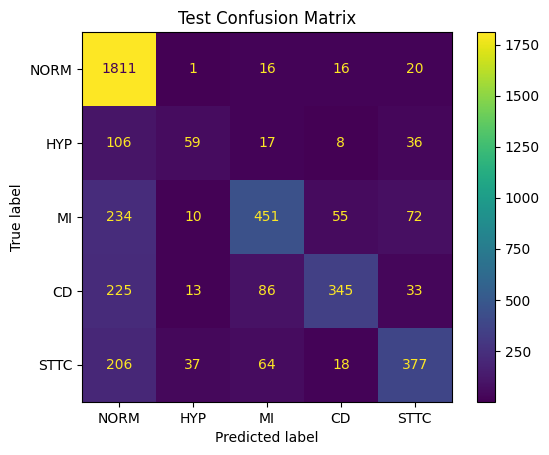 Test Confusion Matrix
True label
NORM 1811 1 16 16 20
HYP 106 59 17 8 36
MI 234 10 451 55 72
CD 225 13 86 345 33
STTC 206 37 64 18 377
NORM HYP MI CD STTC
Predicted label
1750
1500
1250
1000
750
500
250